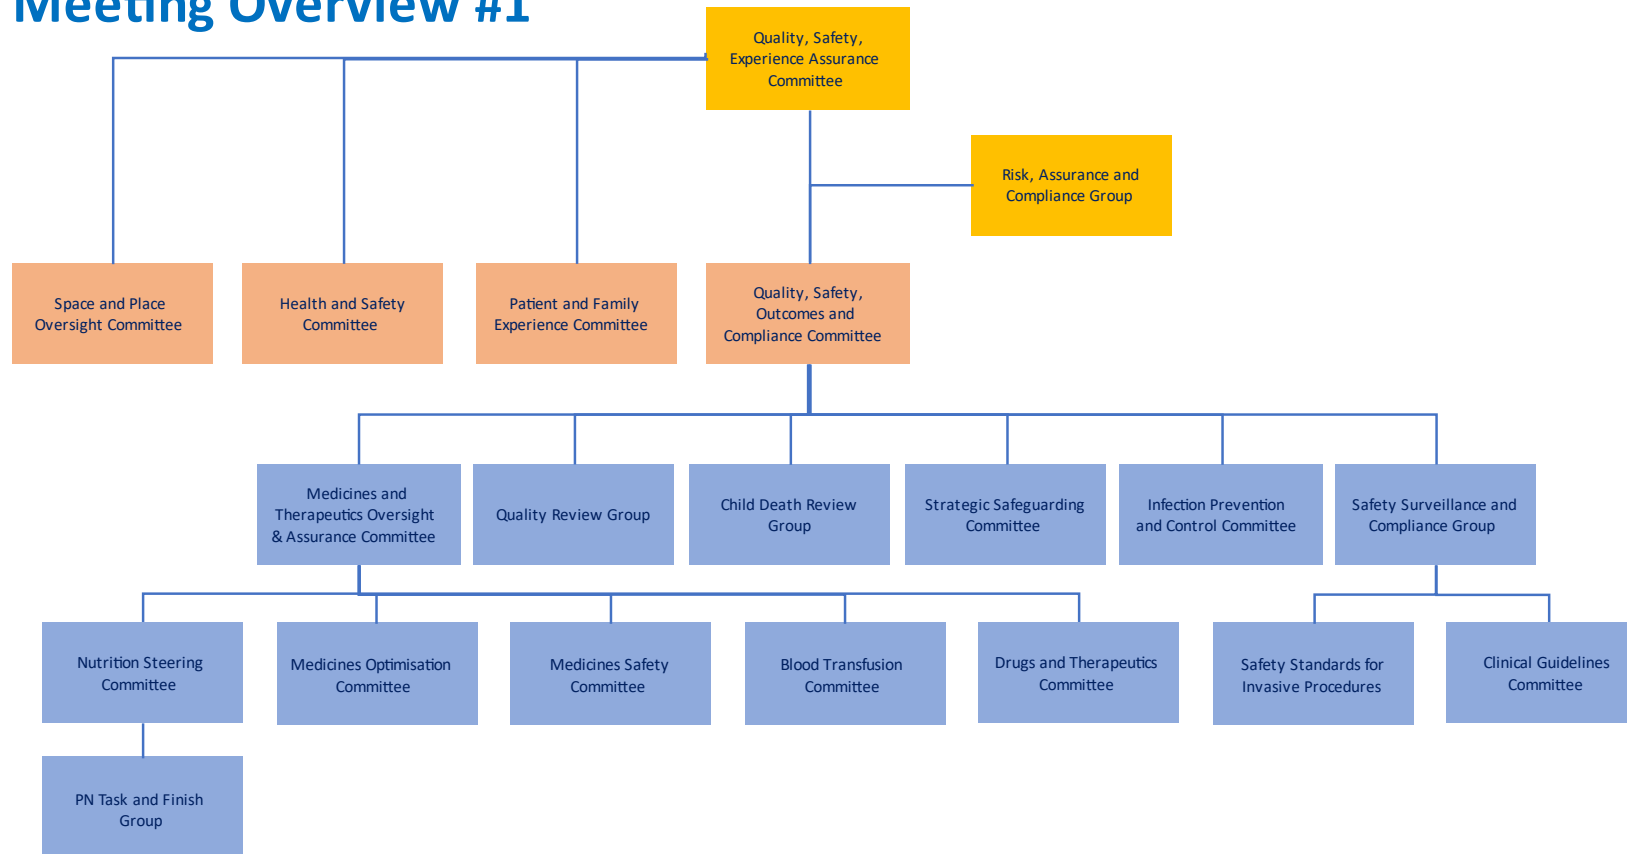 Meeting Overview #1
Quality, Safety,
Experience Assurance
Committee
Risk, Assurance and
Compliance Group
Space and Place
Oversight Committee
Health and Safety
Committee
Patient and Family
Experience Committee
Quality, Safety,
Outcomes and
Compliance Committee
Medicines and
Therapeutics Oversight
& Assurance Committee
Quality Review Group
Child Death Review
Group
Strategic Safeguarding
Committee
Infection Prevention
and Control Committee
Safety Surveillance and
Compliance Group
Nutrition Steering
Committee
Medicines Optimisation
Committee
Medicines Safety
Committee
Blood Transfusion
Committee
Drugs and Therapeutics
Committee
Safety Standards for
Invasive Procedures
Clinical Guidelines
Committee
PN Task and Finish
Group